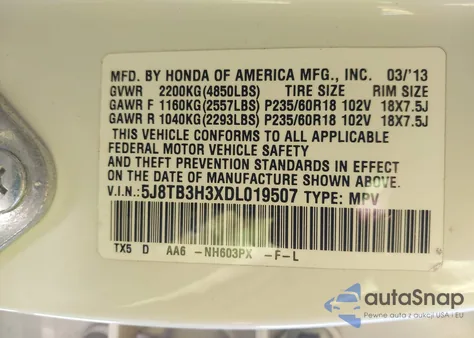 MFD. BY HONDA OF AMERICA MFG., INC. 03/'13
GVWR 2200KG(4850LBS) TIRE SIZE RIM SIZE
GAWR F 1160KG(2557LBS) P235/60R18 102V 18X7.5J
GAWR R 1040KG(2293LBS) P235/60R18 102V 18X7.5J
THIS VEHICLE CONFORMS TO ALL APPLICABLE
FEDERAL MOTOR VEHICLE SAFETY
AND THEFT PREVENTION STANDARDS IN EFFECT
ON THE DATE OF MANUFACTURE SHOWN ABOVE.
V.I.N.:5J8TB3H3XDL019507 TYPE: MPV
TX5 D AA6 -NH603PX -F-L
autoSnap
Pewne auta z aukcji USA i EU